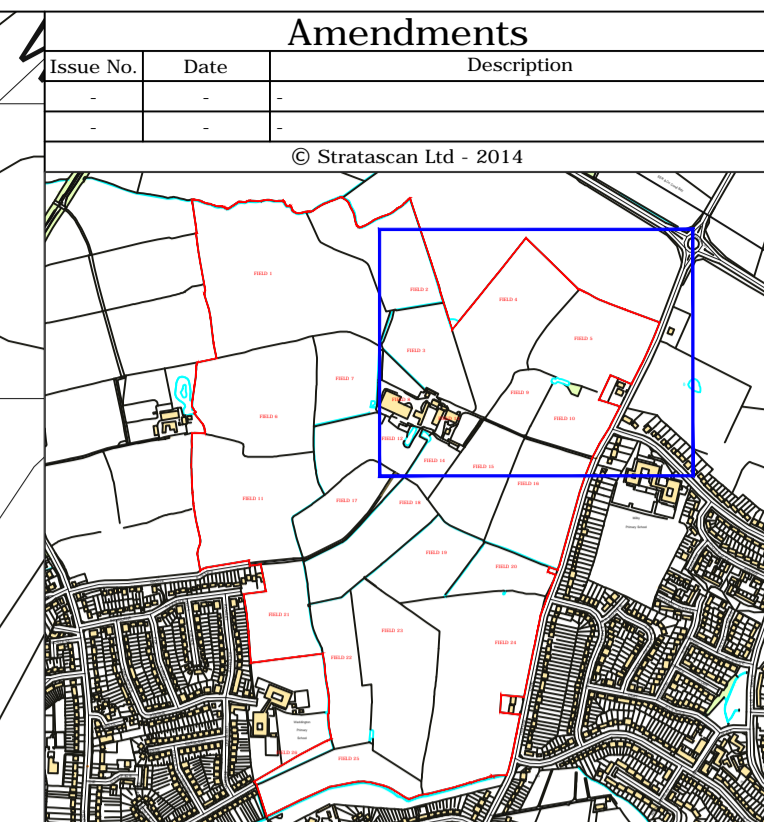 Amendments
Issue No. Date Description
- - -
- - -
© Stratascan Ltd - 2014
FIELD 1
FIELD 2
FIELD 4
FIELD 5
FIELD 3
FIELD 7
FIELD 9
FIELD 6
FIELD 10
FIELD 12
FIELD 14
FIELD 15
FIELD 16
FIELD 11
FIELD 17
FIELD 18
FIELD 19
FIELD 20
FIELD 21
FIELD 23
FIELD 24
FIELD 22
Primary School
Primary
School
FIELD 25